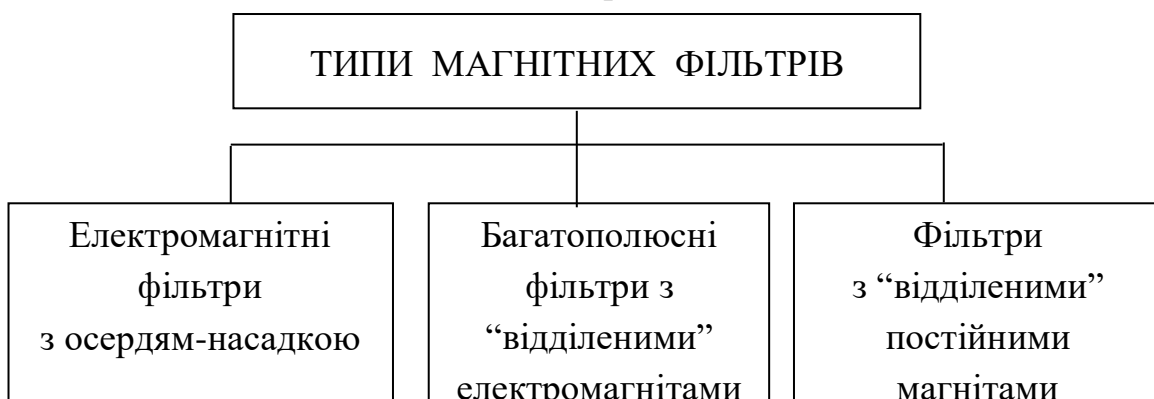 ТИПИ МАГНІТНИХ ФІЛЬТРІВ
Електромагнітні
фільтри
з осердям-насадкою
Багатополюсні
фільтри з
“відділеними”
електромагнітами
Фільтри
з “відділеними”
постійними
магнітами